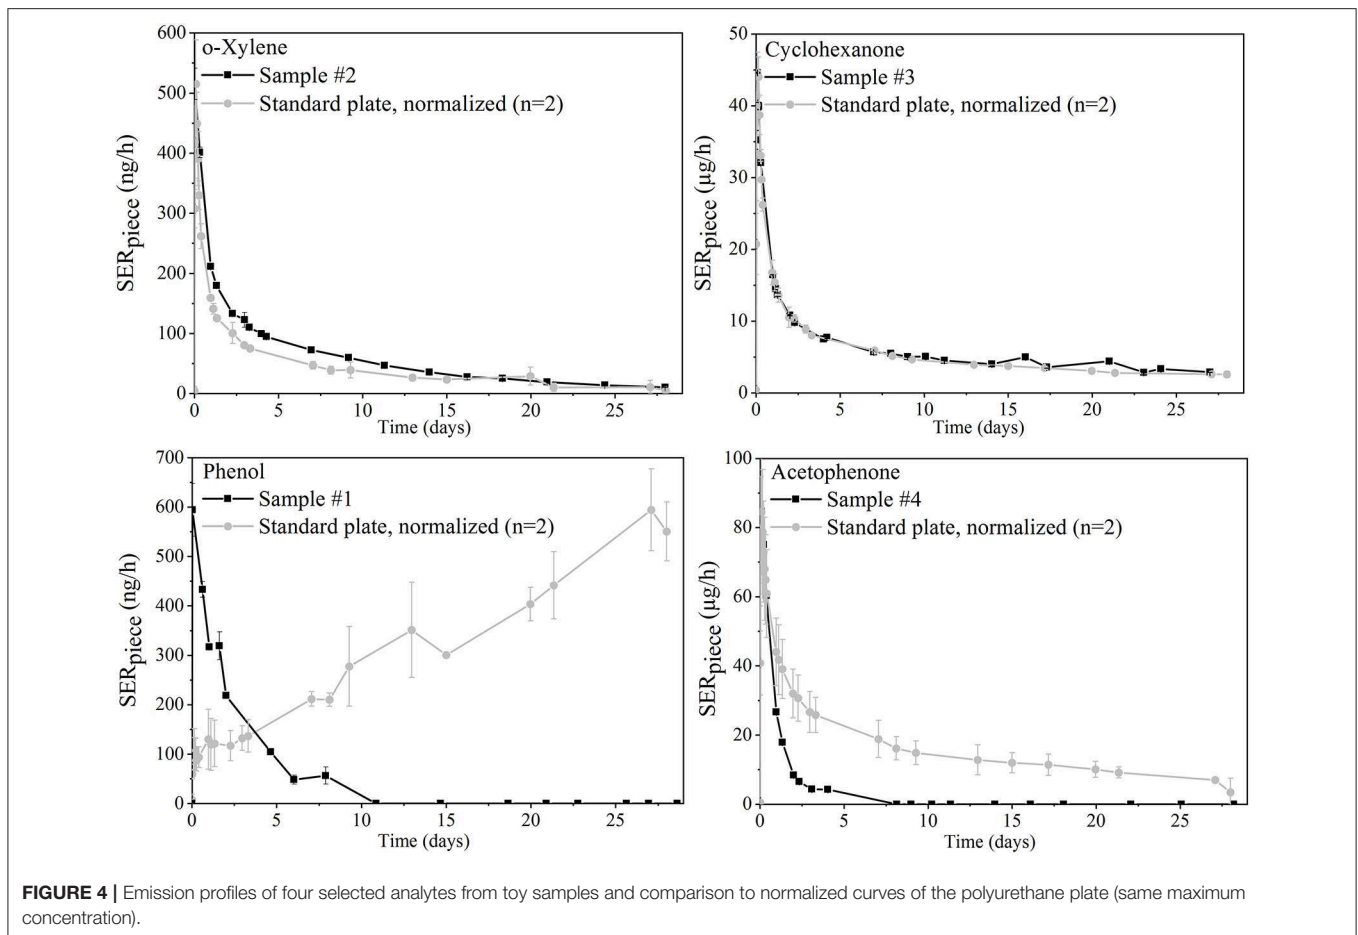 600
500
400
300
200
100
0
SERpiece (ng/h)
o-Xylene
Sample #2
Standard plate, normalized (n=2)
0 5 10 15 20 25
Time (days)
50
40
30
20
10
0
SERpiece (µg/h)
Cyclohexanone
Sample #3
Standard plate, normalized (n=2)
0 5 10 15 20 25
Time (days)
700
600
500
400
300
200
100
0
SERpiece (ng/h)
Phenol
Sample #1
Standard plate, normalized (n=2)
0 5 10 15 20 25
Time (days)
100
80
60
40
20
0
SERpiece (µg/h)
Acetophenone
Sample #4
Standard plate, normalized (n=2)
0 5 10 15 20 25
Time (days)
FIGURE 4 | Emission profiles of four selected analytes from toy samples and comparison to normalized curves of the polyurethane plate (same maximum
concentration).